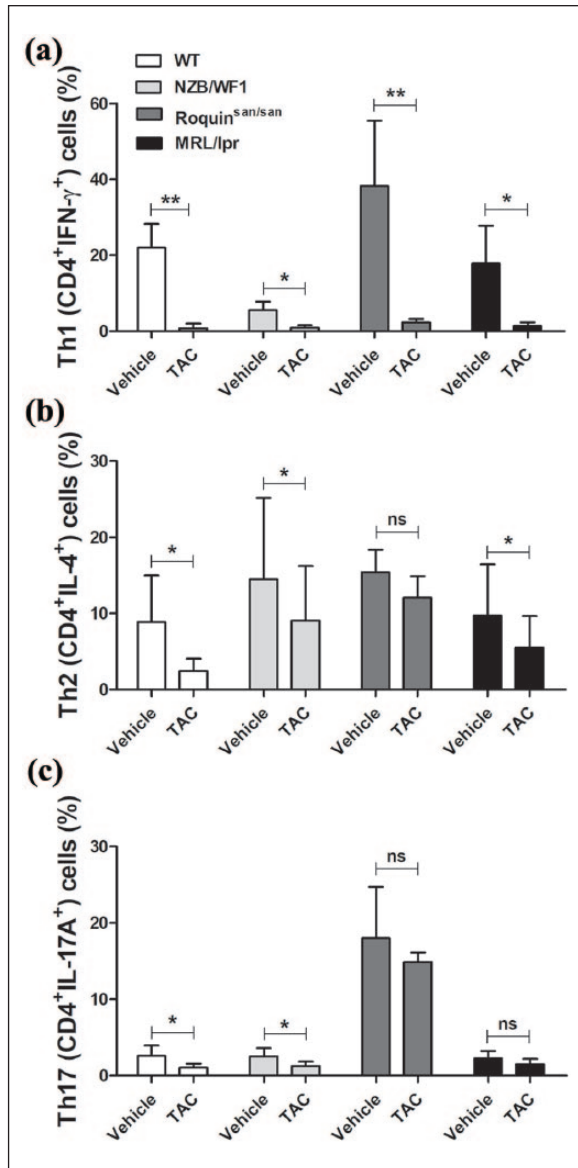 (a)
WT
NZB/WF1
Roquin^san/san
MRL/lpr
Th1 (CD4+IFN-γ+) cells (%)
60
40
20
0
**
*
**
*
Vehicle TAC Vehicle TAC Vehicle TAC Vehicle TAC
(b)
Th2 (CD4+IL-4+) cells (%)
30
20
10
0
*
*
ns
*
Vehicle TAC Vehicle TAC Vehicle TAC Vehicle TAC
(c)
Th17 (CD4+IL-17A+) cells (%)
30
20
10
0
*
*
ns
ns
Vehicle TAC Vehicle TAC Vehicle TAC Vehicle TAC